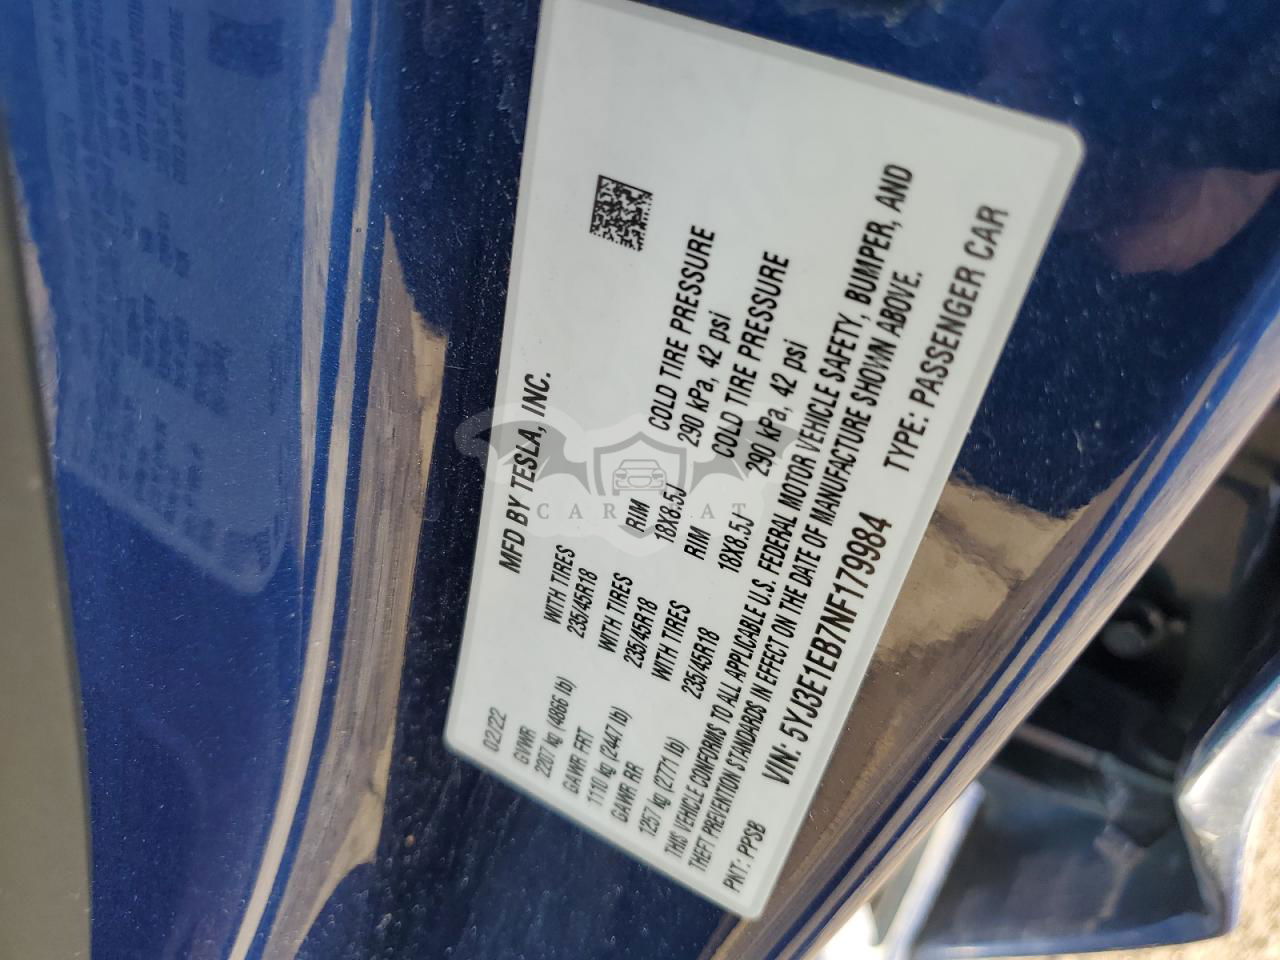 MFD BY TESLA, INC.
02/22
GVWR
2207 kg (4866 lb)
GAWR FRT WITH TIRES RIM COLD TIRE PRESSURE
1110 kg (2447 lb) 235/45R18 18X8.5J 290 kPa, 42 psi
GAWR RR WITH TIRES RIM COLD TIRE PRESSURE
1257 kg (2771 lb) 235/45R18 18X8.5J 290 kPa, 42 psi
WITH TIRES
235/45R18
THIS VEHICLE CONFORMS TO ALL APPLICABLE U.S. FEDERAL MOTOR VEHICLE SAFETY, BUMPER, AND
THEFT PREVENTION STANDARDS IN EFFECT ON THE DATE OF MANUFACTURE SHOWN ABOVE.
PNT: PPSB VIN: 5YJ3E1EB7NF179984 TYPE: PASSENGER CAR